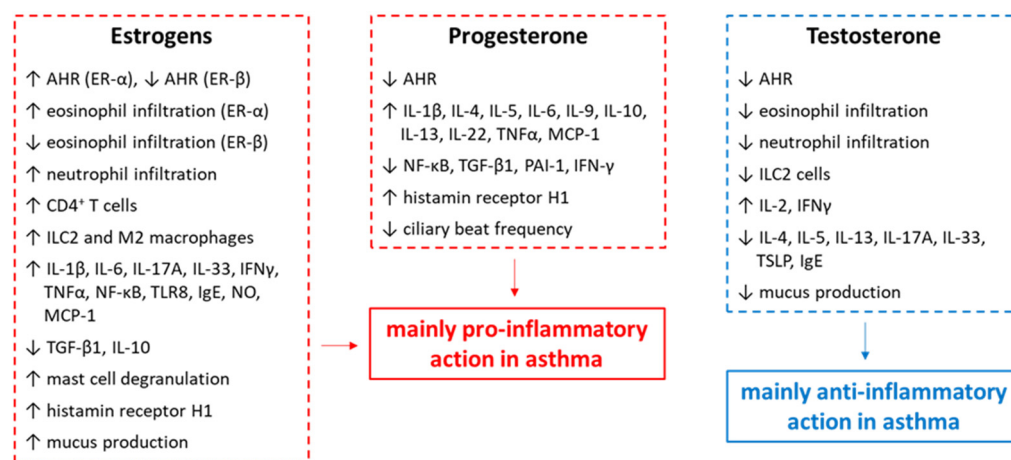 Estrogens
↑ AHR (ER-α), ↓ AHR (ER-β)
↑ eosinophil infiltration (ER-α)
↓ eosinophil infiltration (ER-β)
↑ neutrophil infiltration
↑ CD4⁺ T cells
↑ ILC2 and M2 macrophages
↑ IL-1β, IL-6, IL-17A, IL-33, IFNγ,
TNFα, NF-κB, TLR8, IgE, NO,
MCP-1
↓ TGF-β1, IL-10
↑ mast cell degranulation
↑ histamin receptor H1
↑ mucus production
Progesterone
↓ AHR
↑ IL-1β, IL-4, IL-5, IL-6, IL-9, IL-10,
IL-13, IL-22, TNFα, MCP-1
↓ NF-κB, TGF-β1, PAI-1, IFN-γ
↑ histamin receptor H1
↓ ciliary beat frequency
mainly pro-inflammatory
action in asthma
Testosterone
↓ AHR
↓ eosinophil infiltration
↓ neutrophil infiltration
↓ ILC2 cells
↑ IL-2, IFNγ
↓ IL-4, IL-5, IL-13, IL-17A, IL-33,
TSLP, IgE
↓ mucus production
mainly anti-inflammatory
action in asthma